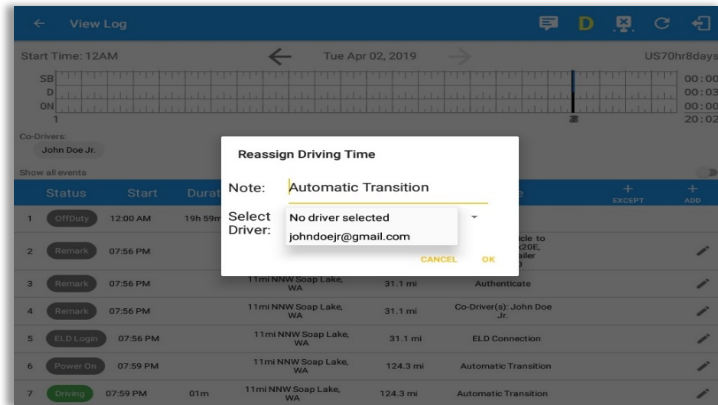 View Log
D
Start Time: 12AM
Tue Apr 02, 2019
US70hr8days
SB
00:00
D
00:03
ON
00:00
1
20:02
Co-Drivers:
John Doe Jr.
Show all events
Status Start Durat e + EXCEPT + ADD
Reassign Driving Time
Note: Automatic Transition
Select Driver:
No driver selected
johndoejr@gmail.com
CANCEL OK
1 OffDuty 12:00 AM 19h 59m
2 Remark 07:56 PM
3 Remark 07:56 PM 11mi NNW Soap Lake, WA 31.1 mi Authenticate
4 Remark 07:56 PM 11mi NNW Soap Lake, WA 31.1 mi Co-Driver(s): John Doe Jr.
5 ELD Login 07:56 PM 11mi NNW Soap Lake, WA 31.1 mi ELD Connection
6 Power On 07:59 PM 11mi NNW Soap Lake, WA 124.3 mi Automatic Transition
7 Driving 07:59 PM 01m 11mi NNW Soap Lake, WA 124.3 mi Automatic Transition